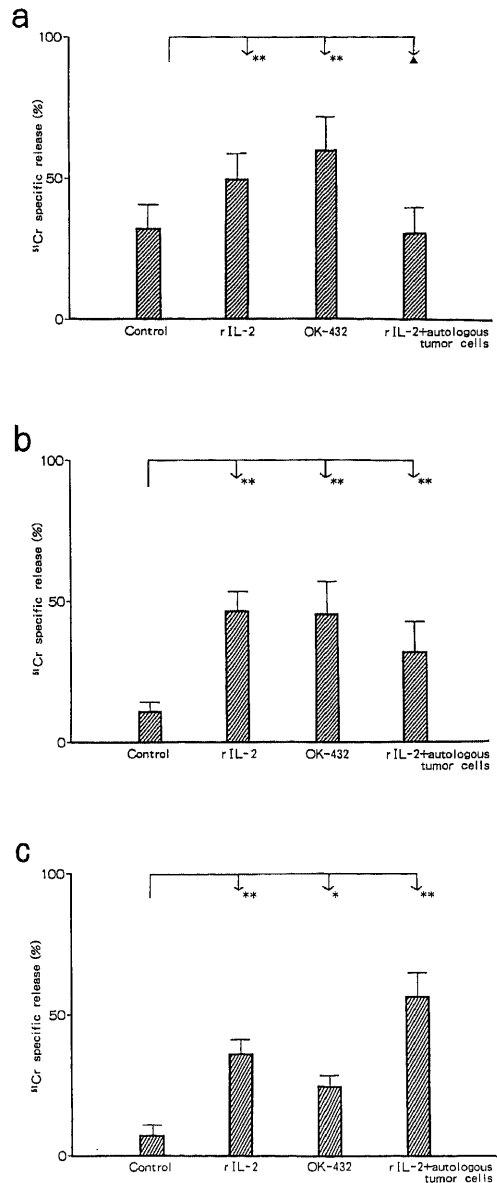 a
100
** ** ▲
50
0
⁵¹Cr specific release (%)
Control rIL-2 OK-432 rIL-2+autologous
tumor cells
b
100
** ** **
50
0
⁵¹Cr specific release (%)
Control rIL-2 OK-432 rIL-2+autologous
tumor cells
c
100
** * **
50
0
⁵¹Cr specific release (%)
Control rIL-2 OK-432 rIL-2+autologous
tumor cells